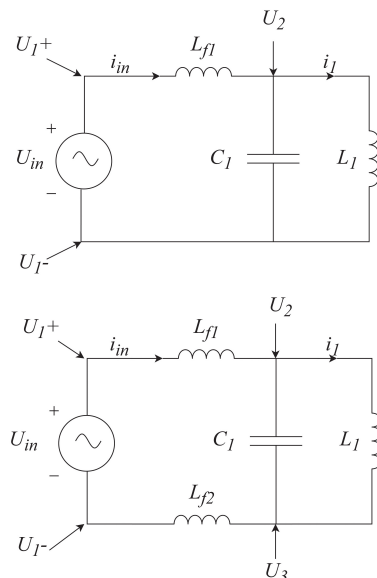 U2
U1+ iin Lf1 i1
+
Uin C1 L1
−
U1-
U2
U1+ iin Lf1 i1
+
Uin C1 L1
−
Lf2
U1-
U3